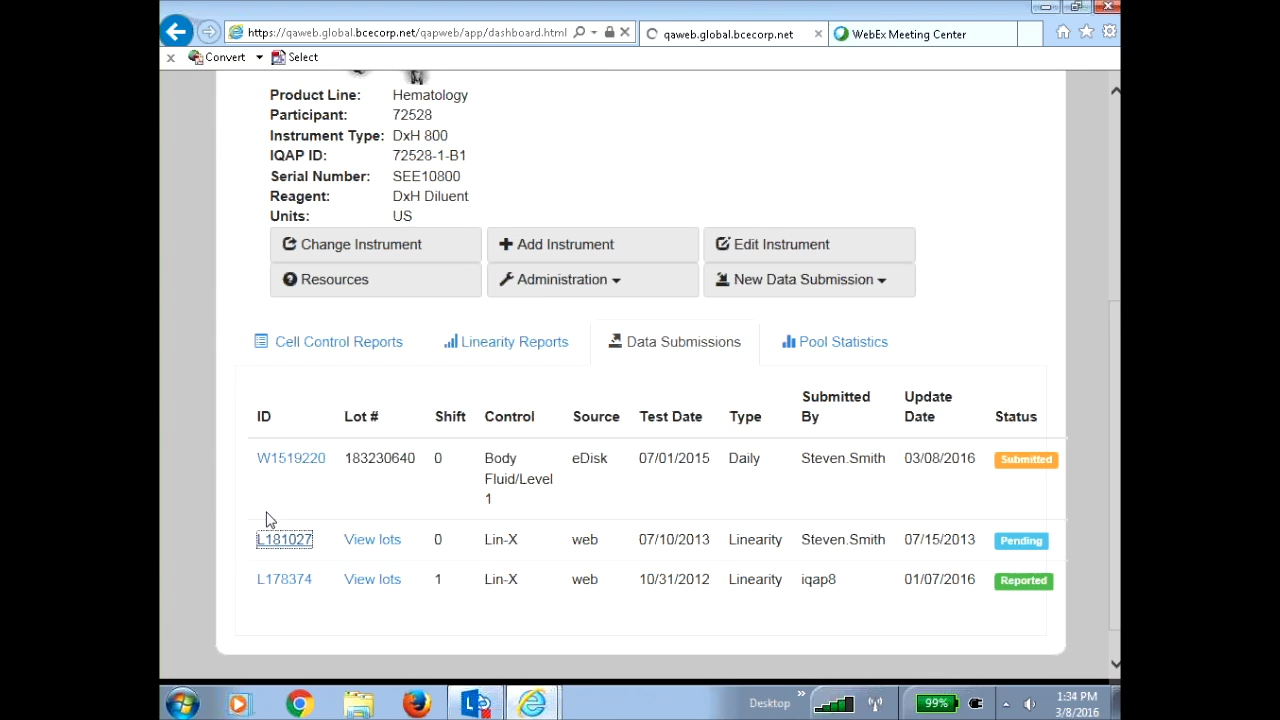 https://qaweb.global.bcecorp.net/qapweb/app/dashboard.html
qaweb.global.bcecorp.net
WebEx Meeting Center
Convert
Select
Product Line: Hematology
Participant: 72528
Instrument Type: DxH 800
IQAP ID: 72528-1-B1
Serial Number: SEE10800
Reagent: DxH Diluent
Units: US
Change Instrument
Add Instrument
Edit Instrument
Resources
Administration
New Data Submission
Cell Control Reports
Linearity Reports
Data Submissions
Pool Statistics
ID Lot # Shift Control Source Test Date Type Submitted By Update Date Status
W1519220 183230640 0 Body Fluid/Level 1 eDisk 07/01/2015 Daily Steven.Smith 03/08/2016 Submitted
L181027 View lots 0 Lin-X web 07/10/2013 Linearity Steven.Smith 07/15/2013 Pending
L178374 View lots 1 Lin-X web 10/31/2012 Linearity iqap8 01/07/2016 Reported
Desktop
99%
1:34 PM
3/8/2016